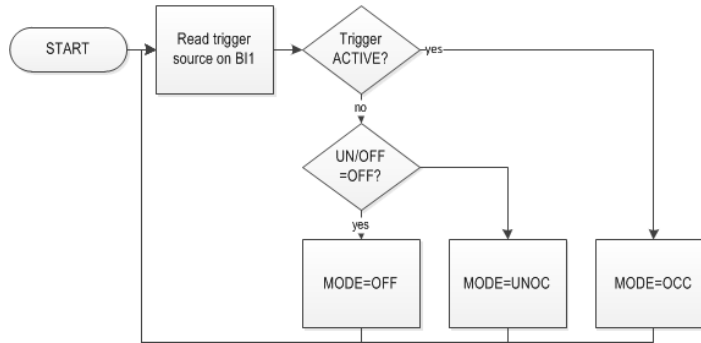 START
Read trigger
source on BI1
Trigger
ACTIVE?
yes
no
UN/OFF
=OFF?
yes
MODE=OFF
MODE=UNOC
MODE=OCC